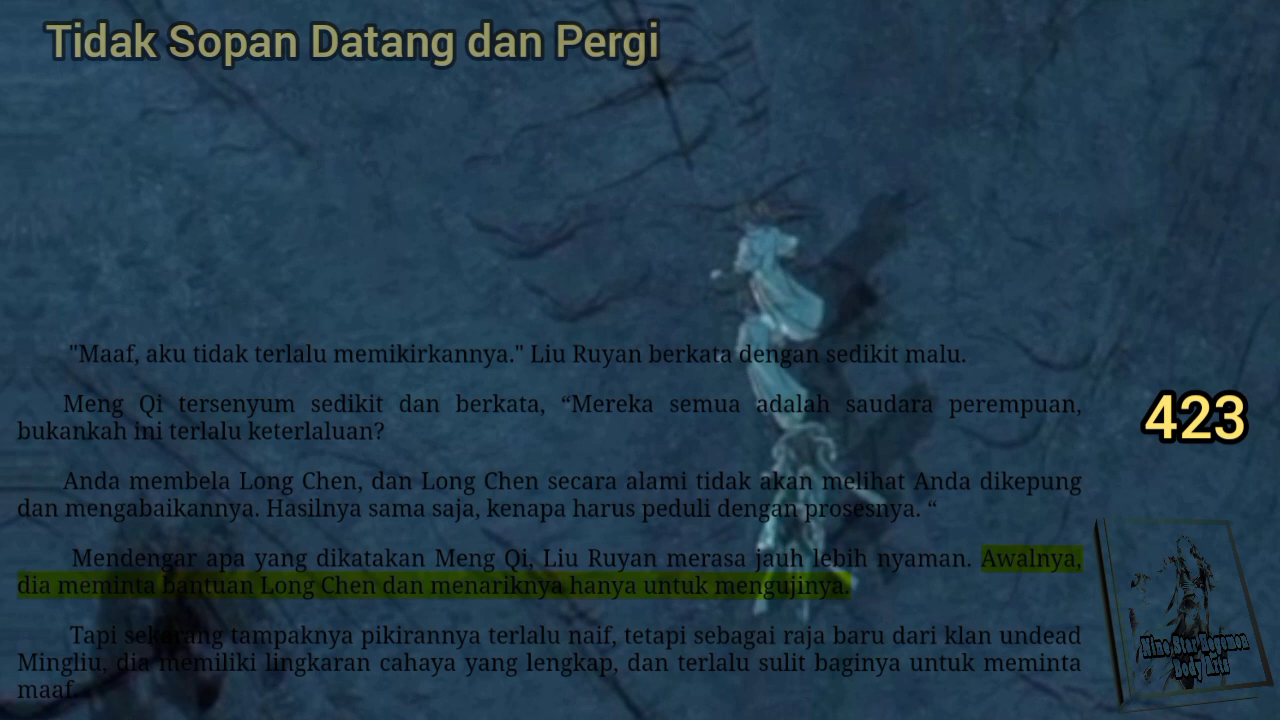 Tidak Sopan Datang dan Pergi
"Maaf, aku tidak terlalu memikirkannya." Liu Ruyan berkata dengan sedikit malu.
Meng Qi tersenyum sedikit dan berkata, “Mereka semua adalah saudara perempuan,
bukankah ini terlalu keterlaluan?
Anda membela Long Chen, dan Long Chen secara alami tidak akan melihat Anda dikepung
dan mengabaikannya. Hasilnya sama saja, kenapa harus peduli dengan prosesnya. “
Mendengar apa yang dikatakan Meng Qi, Liu Ruyan merasa jauh lebih nyaman. Awalnya,
dia meminta bantuan Long Chen dan menariknya hanya untuk mengujinya.
Tapi sekarang tampaknya pikirannya terlalu naif, tetapi sebagai raja baru dari klan undead
Mingliu, dia memiliki lingkaran cahaya yang lengkap, dan terlalu sulit baginya untuk meminta
maaf.
423
Nine Star Hegemon
Body Arts